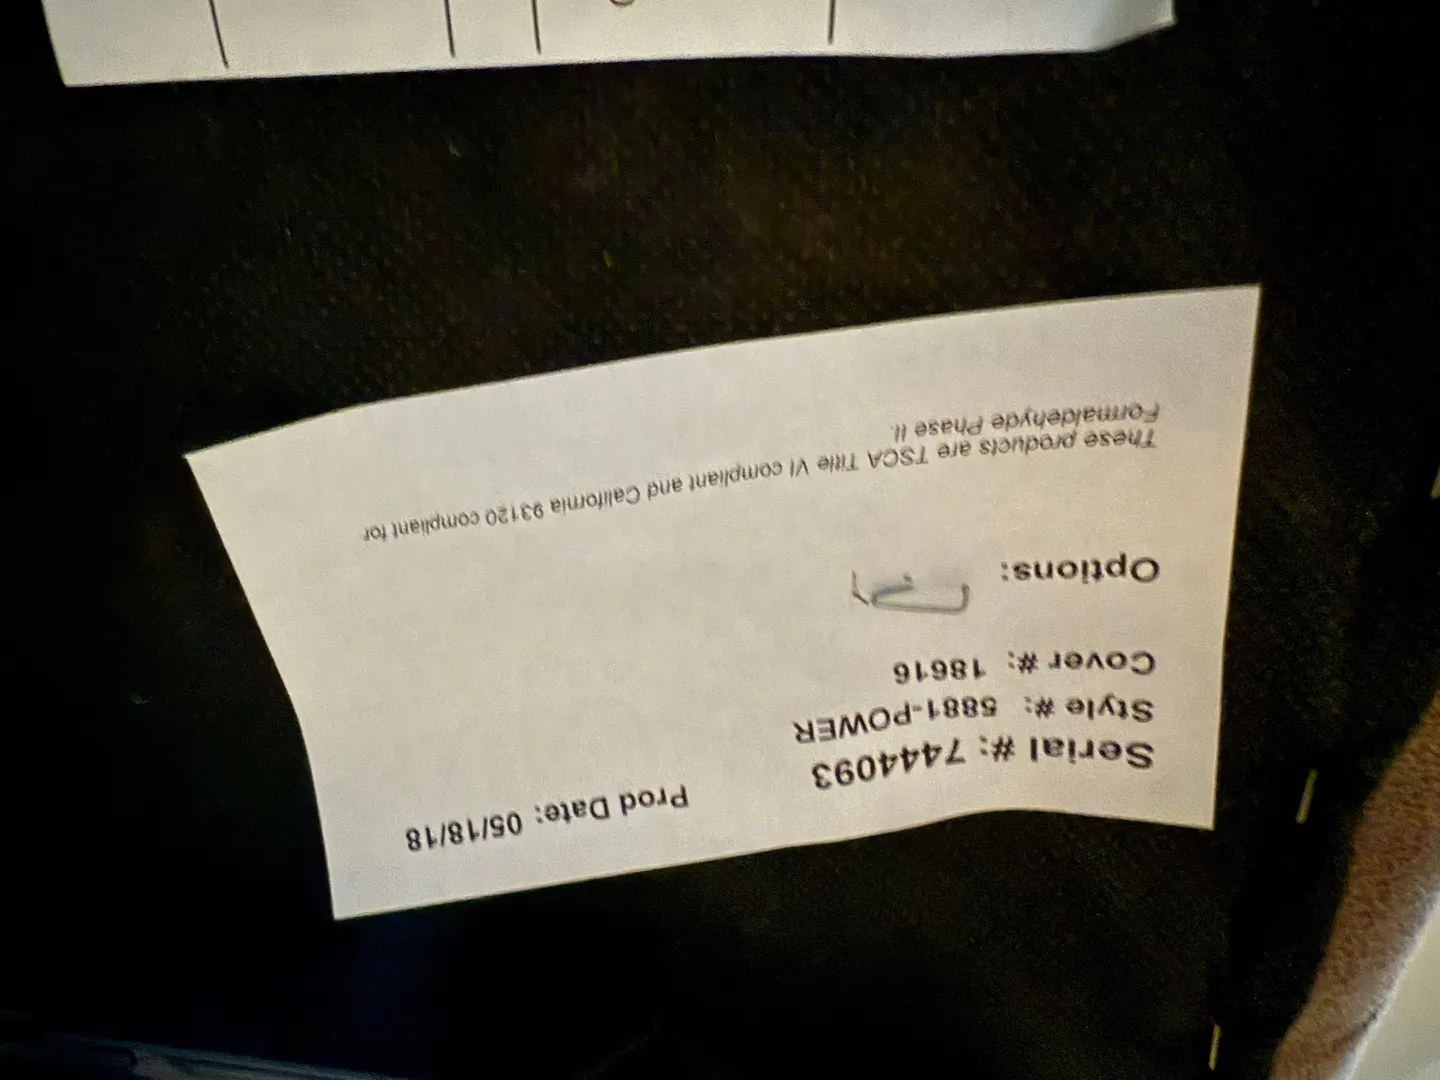 Prod Date: 05/18/18
Serial #: 7444093
Style #: 5881-POWER
Cover #: 18616
Options:
These products are TSCA Title VI compliant and California 93120 compliant for
Formaldehyde Phase II.